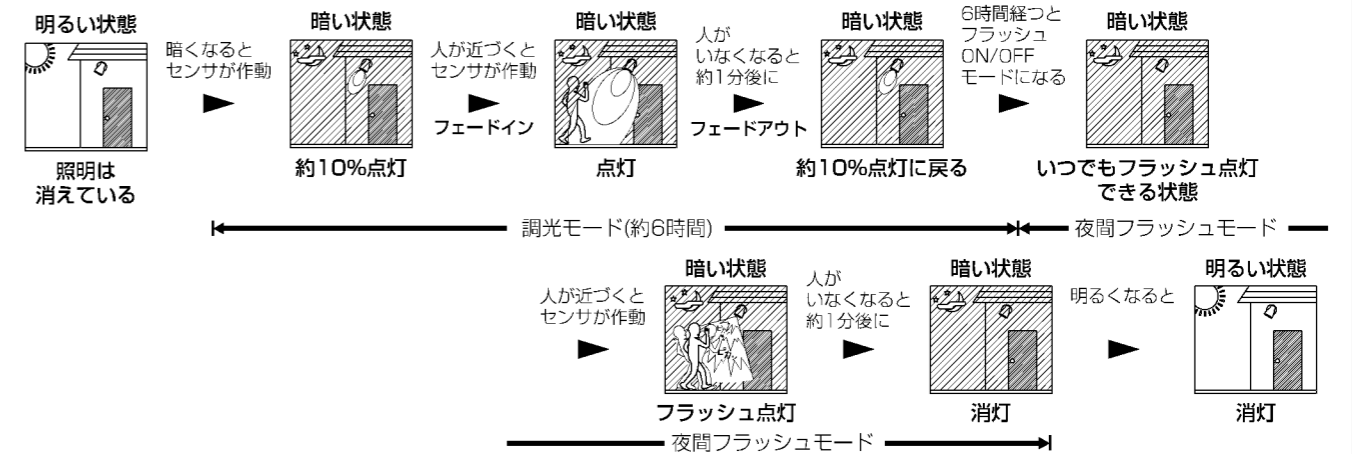 明るい状態
照明は
消えている
暗くなると
センサが作動
暗い状態
約10%点灯
人が近づくと
センサが作動
フェードイン
暗い状態
点灯
人が
いなくなると
約1分後に
フェードアウト
暗い状態
約10%点灯に戻る
6時間経つと
フラッシュ
ON/OFF
モードになる
暗い状態
いつでもフラッシュ点灯
できる状態
調光モード(約6時間)
夜間フラッシュモード
人が近づくと
センサが作動
暗い状態
フラッシュ点灯
人が
いなくなると
約1分後に
暗い状態
消灯
明るくなると
明るい状態
消灯
夜間フラッシュモード